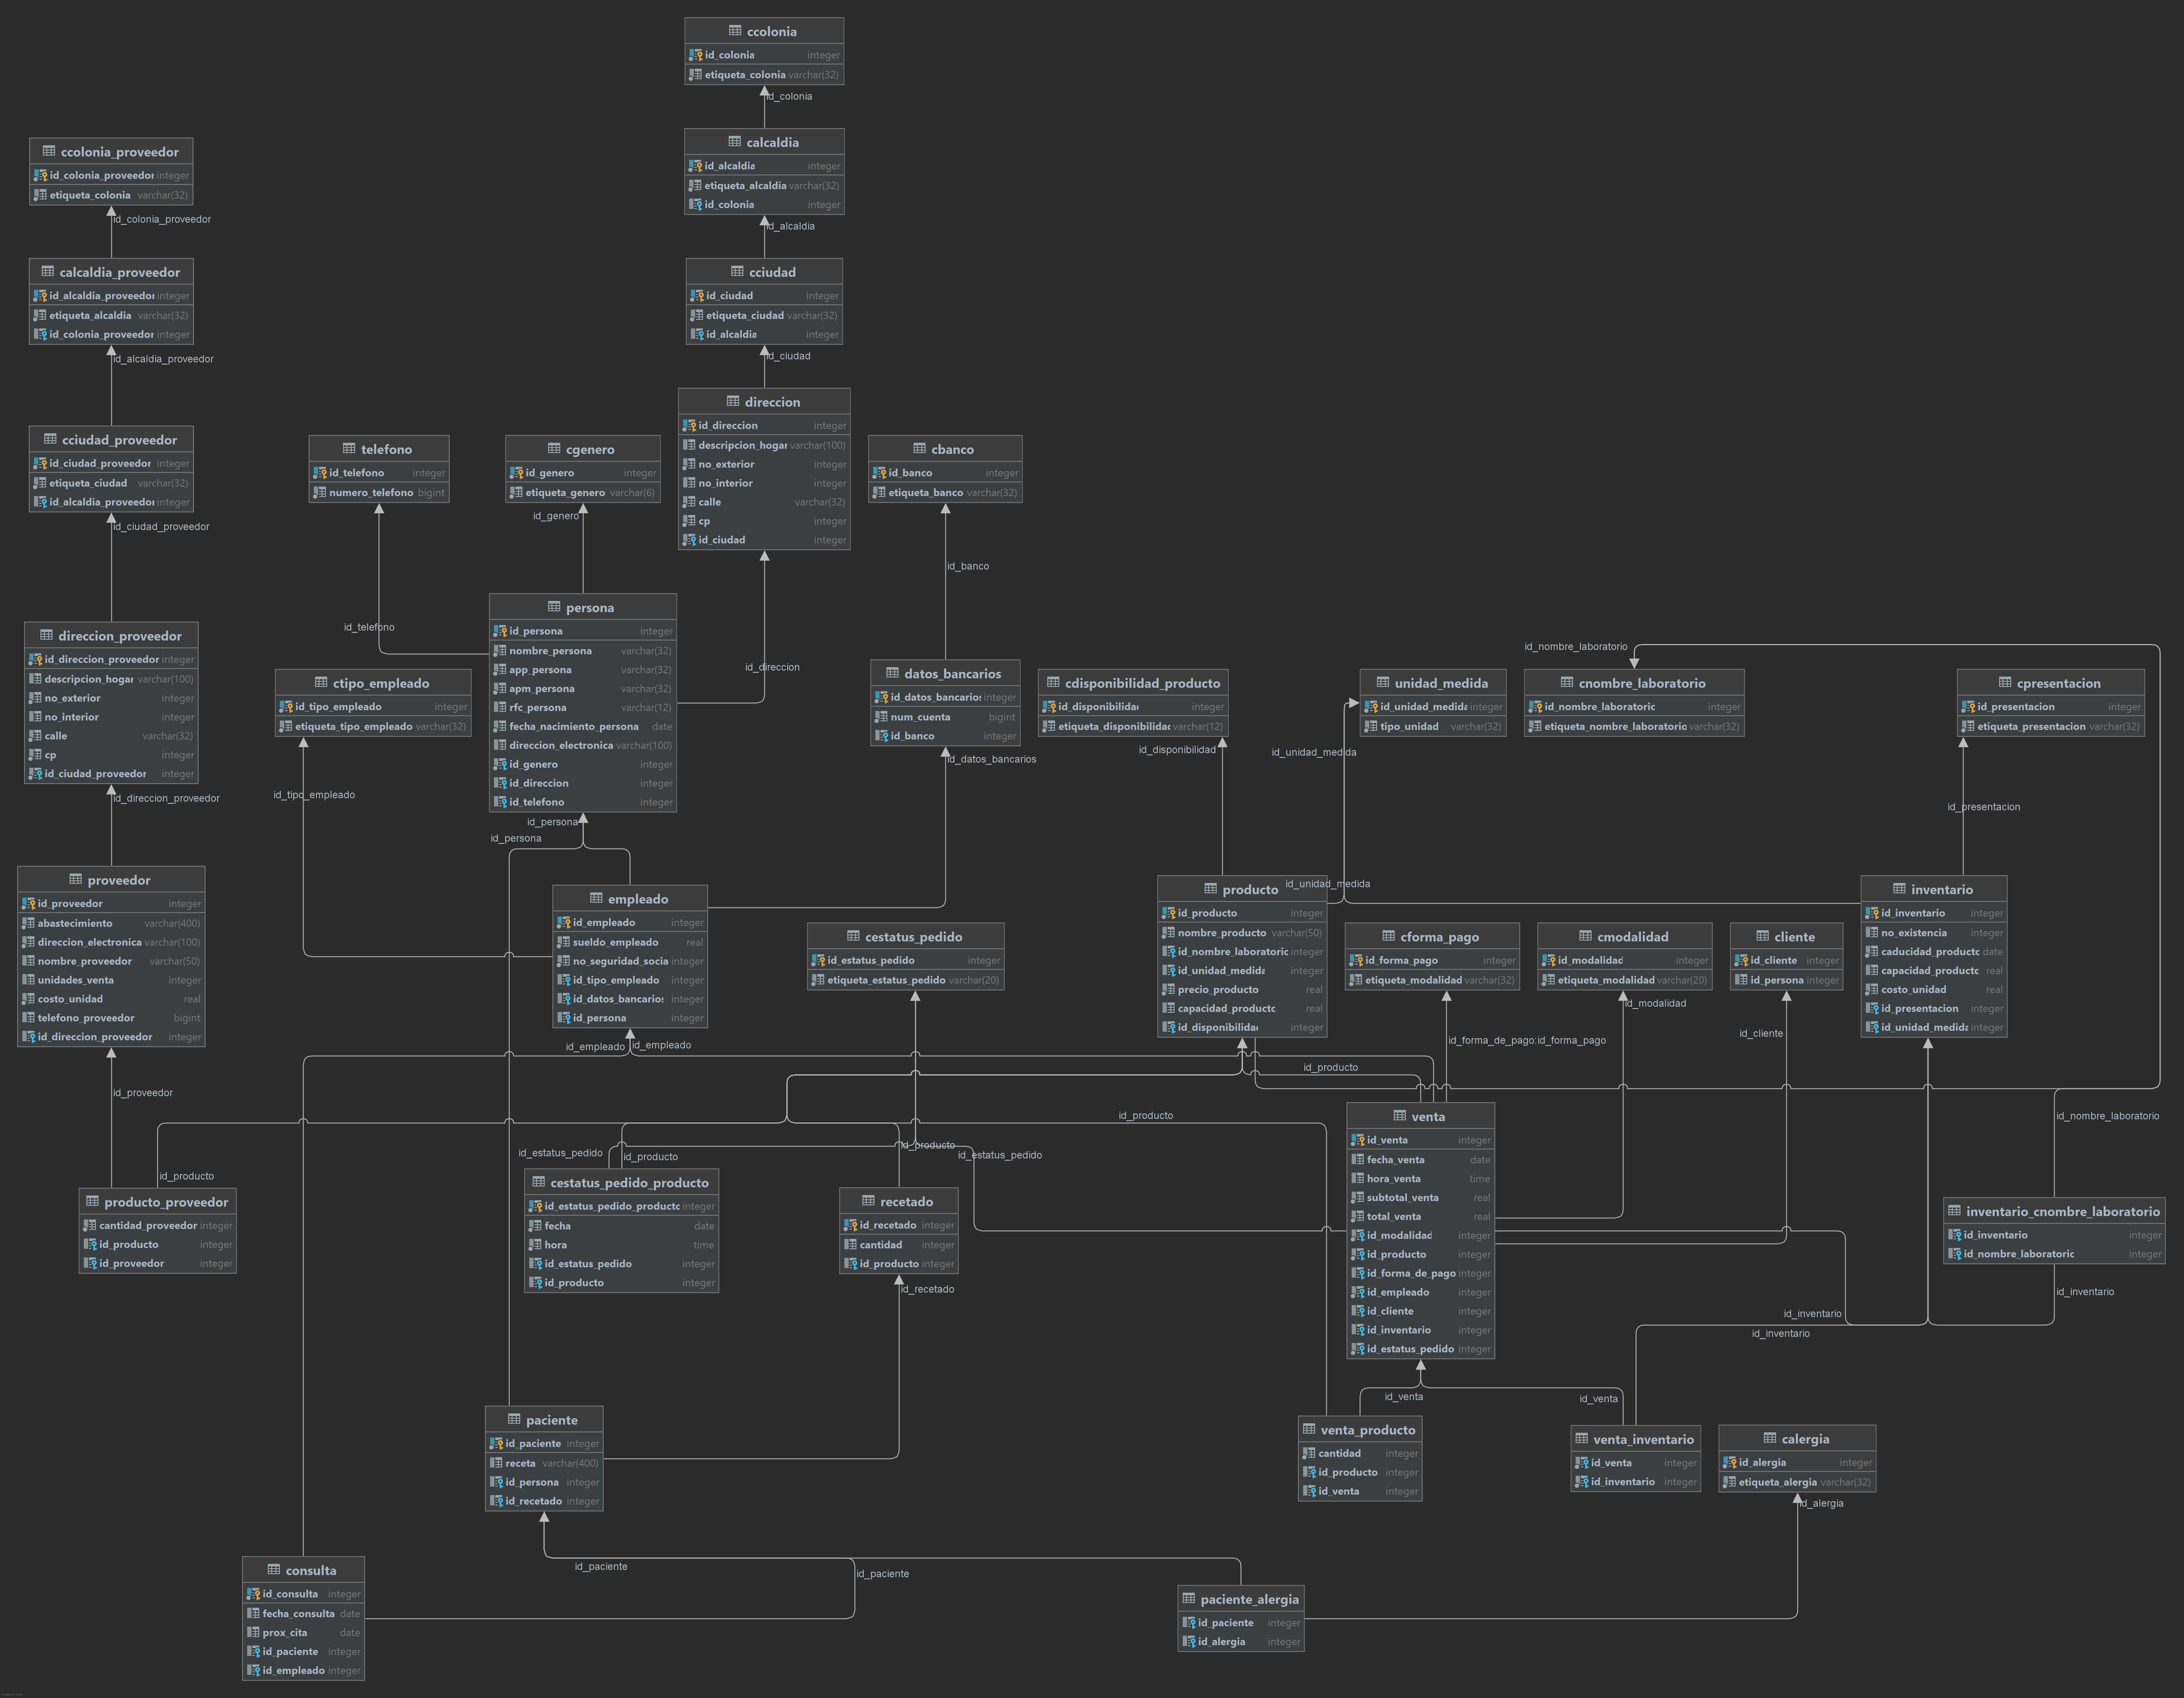 ccolonia
id_colonia integer
etiqueta_colonia varchar(32)
id_colonia
calcaldia
id_alcaldia integer
etiqueta_alcaldia varchar(32)
id_colonia integer
id_alcaldia
ccolonia_proveedor
id_colonia_proveedor integer
etiqueta_colonia varchar(32)
id_colonia_proveedor
calcaldia_proveedor
id_alcaldia_proveedor integer
etiqueta_alcaldia varchar(32)
id_colonia_proveedor integer
id_alcaldia_proveedor
cciudad
id_ciudad integer
etiqueta_ciudad varchar(32)
id_alcaldia integer
id_ciudad
cciudad_proveedor
id_ciudad_proveedor integer
etiqueta_ciudad varchar(32)
id_alcaldia_proveedor integer
id_ciudad_proveedor
telefono
id_telefono integer
numero_telefono bigint
id_telefono
cgenero
id_genero integer
etiqueta_genero varchar(6)
id_genero
direccion
id_direccion integer
descripcion_hogar varchar(100)
no_exterior integer
no_interior integer
calle varchar(32)
cp integer
id_ciudad integer
id_direccion
cbanco
id_banco integer
etiqueta_banco varchar(32)
id_banco
direccion_proveedor
id_direccion_proveedor integer
descripcion_hogar varchar(100)
no_exterior integer
no_interior integer
calle varchar(32)
cp integer
id_ciudad_proveedor integer
id_direccion_proveedor
ctipo_empleado
id_tipo_empleado integer
etiqueta_tipo_empleado varchar(32)
id_tipo_empleado
persona
id_persona integer
nombre_persona varchar(32)
app_persona varchar(32)
apm_persona varchar(32)
rfc_persona varchar(12)
fecha_nacimiento_persona date
direccion_electronica varchar(100)
id_genero integer
id_direccion integer
id_telefono integer
id_persona
id_persona
datos_bancarios
id_datos_bancarios integer
num_cuenta bigint
id_banco integer
id_datos_bancarios
cdisponibilidad_producto
id_disponibilidad integer
etiqueta_disponibilidad varchar(12)
id_disponibilidad
unidad_medida
id_unidad_medida integer
tipo_unidad varchar(32)
id_unidad_medida
id_unidad_medida
id_nombre_laboratorio
cnombre_laboratorio
id_nombre_laboratorio integer
etiqueta_nombre_laboratorio varchar(32)
cpresentacion
id_presentacion integer
etiqueta_presentacion varchar(32)
id_presentacion
proveedor
id_proveedor integer
abastecimiento varchar(400)
direccion_electronica varchar(100)
nombre_proveedor varchar(50)
unidades_venta integer
costo_unidad real
telefono_proveedor bigint
id_direccion_proveedor integer
id_proveedor
empleado
id_empleado integer
sueldo_empleado real
no_seguridad_social integer
id_tipo_empleado integer
id_datos_bancarios integer
id_persona integer
id_empleado
id_empleado
cestatus_pedido
id_estatus_pedido integer
etiqueta_estatus_pedido varchar(20)
producto
id_producto integer
nombre_producto varchar(50)
id_nombre_laboratorio integer
id_unidad_medida integer
precio_producto real
capacidad_producto real
id_disponibilidad integer
id_producto
cforma_pago
id_forma_pago integer
etiqueta_modalidad varchar(32)
id_forma_de_pago:id_forma_pago
cmodalidad
id_modalidad integer
etiqueta_modalidad varchar(20)
id_modalidad
cliente
id_cliente integer
id_persona integer
id_cliente
inventario
id_inventario integer
no_existencia integer
caducidad_producto date
capacidad_producto real
costo_unidad real
id_presentacion integer
id_unidad_medida integer
id_producto
id_nombre_laboratorio
id_estatus_pedido
id_producto
id_producto
id_estatus_pedido
id_producto
producto_proveedor
cantidad_proveedor integer
id_producto integer
id_proveedor integer
cestatus_pedido_producto
id_estatus_pedido_producto integer
fecha date
hora time
id_estatus_pedido integer
id_producto integer
recetado
id_recetado integer
cantidad integer
id_producto integer
id_recetado
venta
id_venta integer
fecha_venta date
hora_venta time
subtotal_venta real
total_venta real
id_modalidad integer
id_producto integer
id_forma_de_pago integer
id_empleado integer
id_cliente integer
id_inventario integer
id_estatus_pedido integer
inventario_cnombre_laboratorio
id_inventario integer
id_nombre_laboratorio integer
id_inventario
id_inventario
id_inventario
id_venta
id_venta
paciente
id_paciente integer
receta varchar(400)
id_persona integer
id_recetado integer
venta_producto
cantidad integer
id_producto integer
id_venta integer
venta_inventario
id_venta integer
id_inventario integer
calergia
id_alergia integer
etiqueta_alergia varchar(32)
id_alergia
id_paciente
id_paciente
consulta
id_consulta integer
fecha_consulta date
prox_cita date
id_paciente integer
id_empleado integer
paciente_alergia
id_paciente integer
id_alergia integer